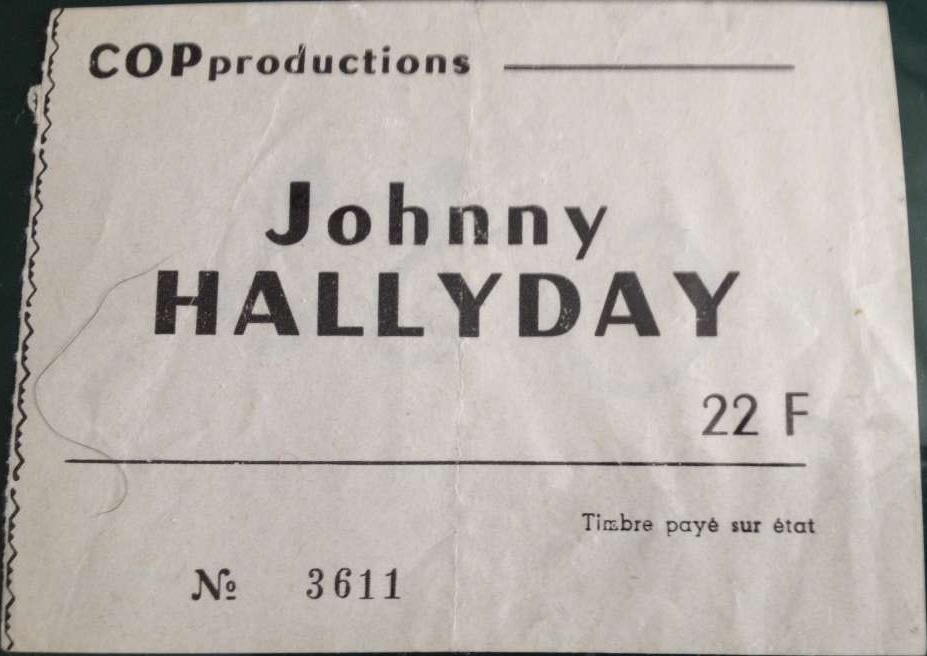 COPproductions
Johnny
HALLYDAY
22 F
Timbre payé sur état
№ 3611